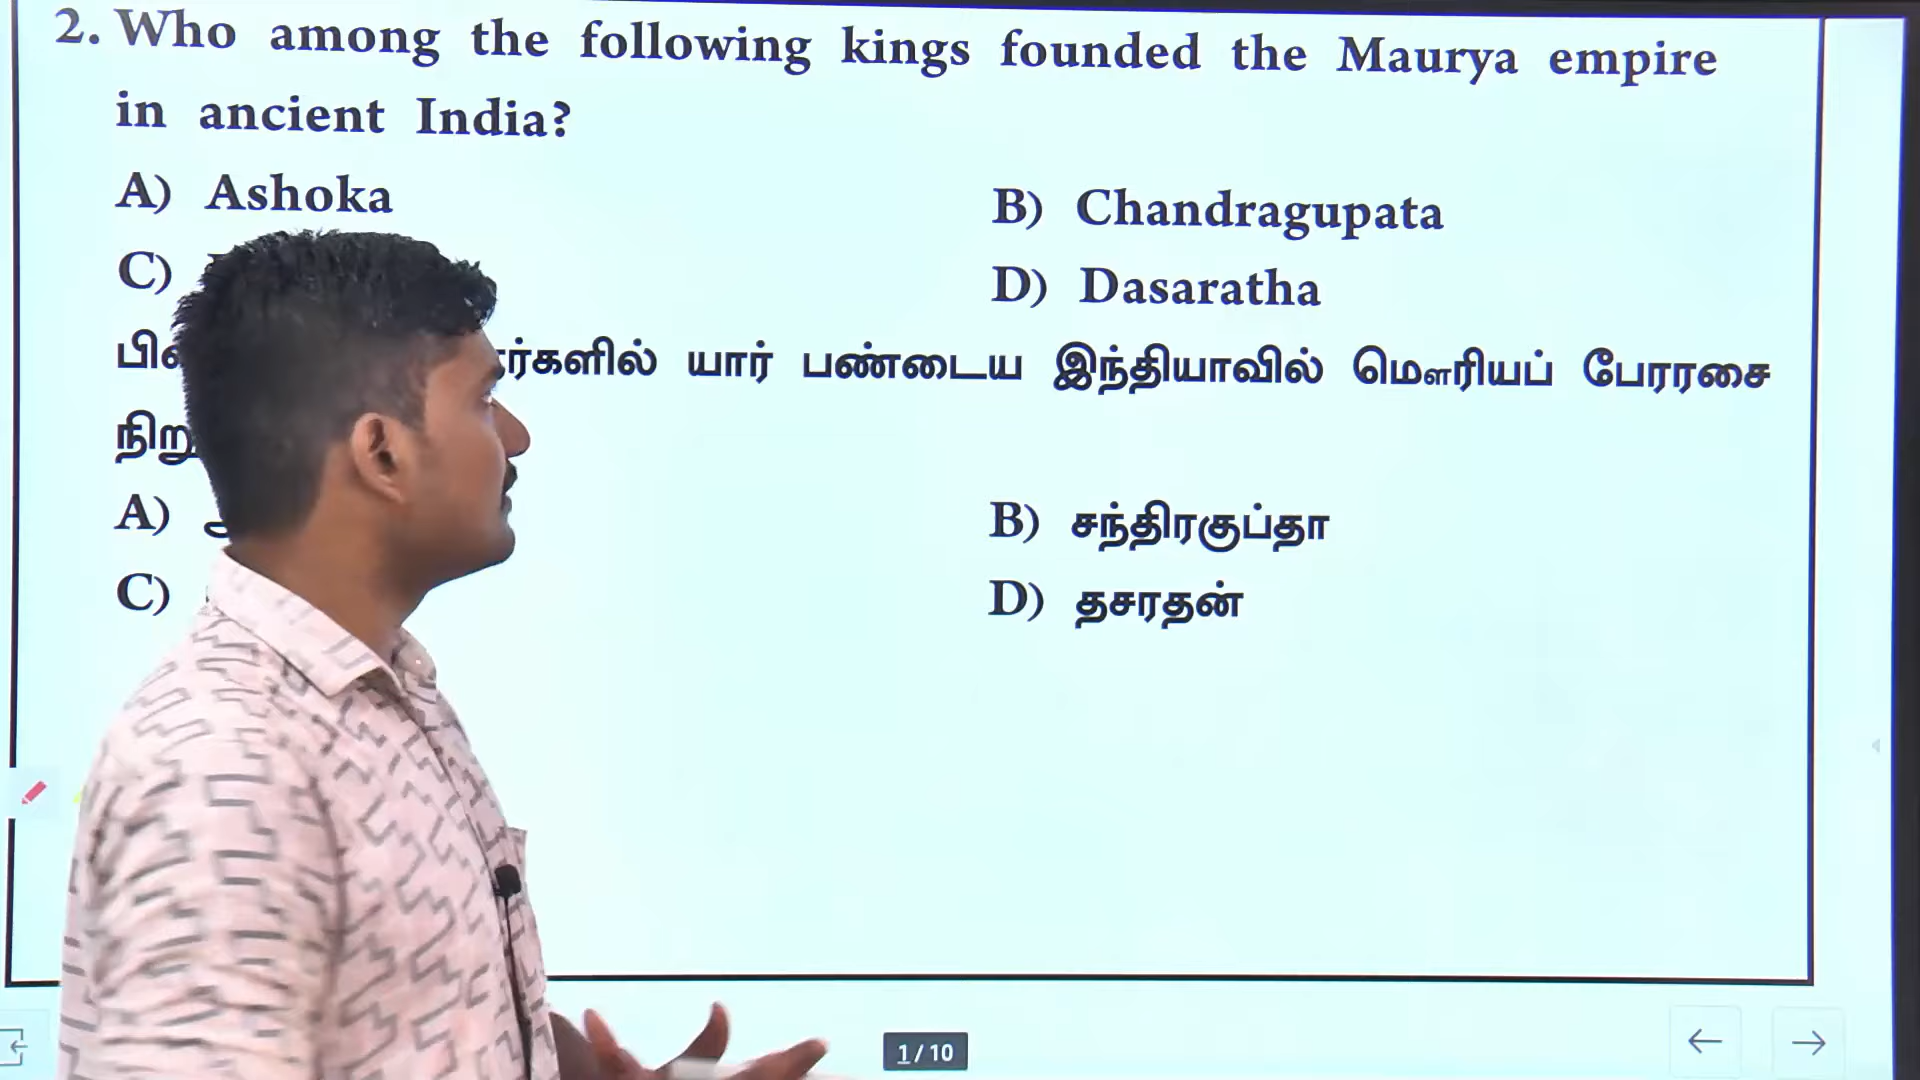 2. Who among the following kings founded the Maurya empire
in ancient India?
A) Ashoka B) Chandragupata
C) D) Dasaratha
யார் பண்டைய இந்தியாவில் மௌரியப் பேரரசை
A) B) சந்திரகுப்தா
C) D) தசரதன்
1/10